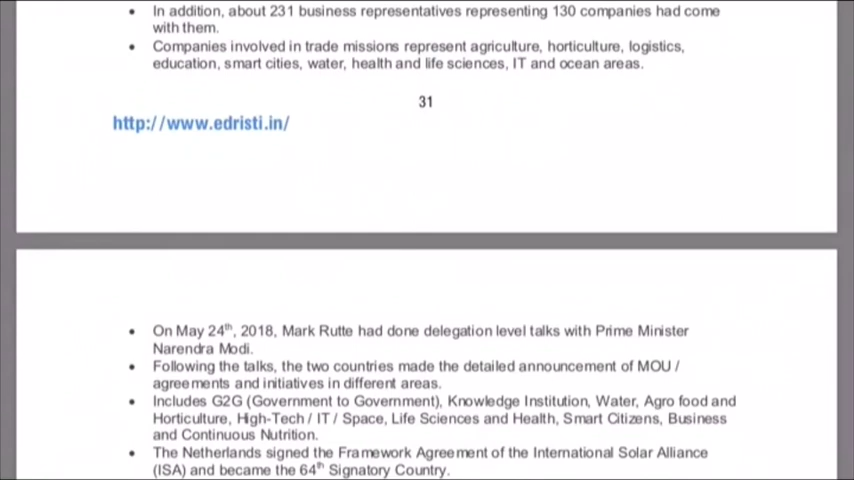 • In addition, about 231 business representatives representing 130 companies had come
with them.
• Companies involved in trade missions represent agriculture, horticulture, logistics,
education, smart cities, water, health and life sciences, IT and ocean areas.
31
http://www.edristi.in/
• On May 24th, 2018, Mark Rutte had done delegation level talks with Prime Minister
Narendra Modi.
• Following the talks, the two countries made the detailed announcement of MOU /
agreements and initiatives in different areas.
• Includes G2G (Government to Government), Knowledge Institution, Water, Agro food and
Horticulture, High-Tech / IT / Space, Life Sciences and Health, Smart Citizens, Business
and Continuous Nutrition.
• The Netherlands signed the Framework Agreement of the International Solar Alliance
(ISA) and became the 64th Signatory Country.